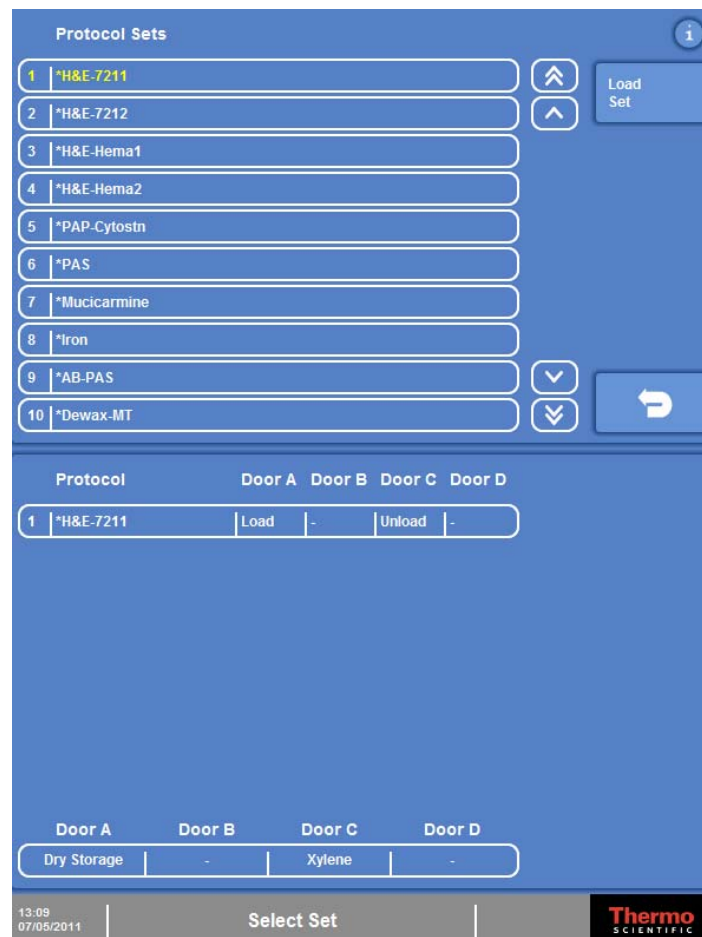 Protocol Sets
i
Load
Set
1 *H&E-7211
2 *H&E-7212
3 *H&E-Hema1
4 *H&E-Hema2
5 *PAP-Cytostn
6 *PAS
7 *Mucicarmine
8 *Iron
9 *AB-PAS
10 *Dewax-MT
Protocol Door A Door B Door C Door D
1 *H&E-7211 Load - Unload -
Door A Door B Door C Door D
Dry Storage - Xylene -
13:09
07/05/2011
Select Set
Thermo
SCIENTIFIC